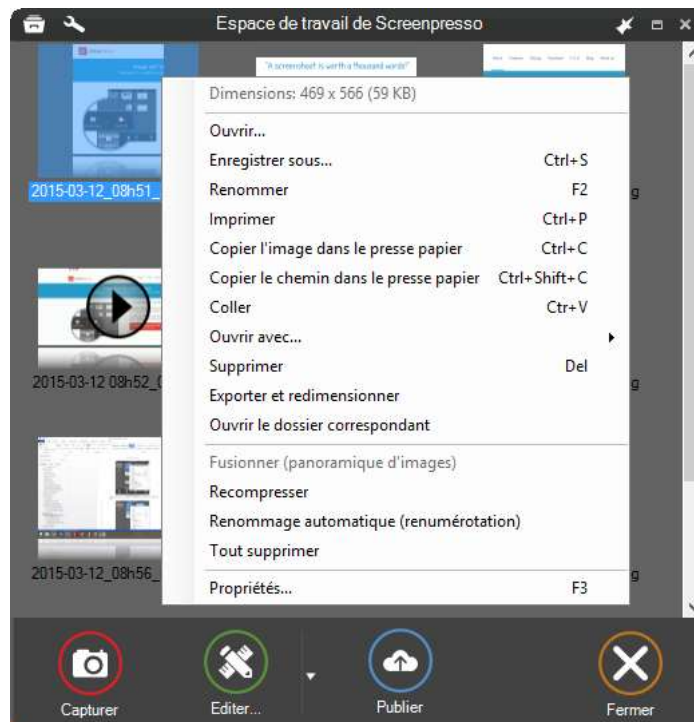 Espace de travail de Screenpresso
"A screenshot is worth a thousand words!"
Dimensions: 469 x 566 (59 KB)
Ouvrir...
Enregistrer sous... Ctrl+S
2015-03-12_08h51_
Renommer F2
g
Imprimer Ctrl+P
Copier l'image dans le presse papier Ctrl+C
Copier le chemin dans le presse papier Ctrl+Shift+C
Coller Ctr+V
Ouvrir avec...
Supprimer Del
2015-03-12 08h52_
g
Exporter et redimensionner
Ouvrir le dossier correspondant
Fusionner (panoramique d'images)
Recompresser
Renommage automatique (renumérotation)
Tout supprimer
2015-03-12_08h56_
g
Propriétés... F3
Capturer
Editer...
Publier
Fermer